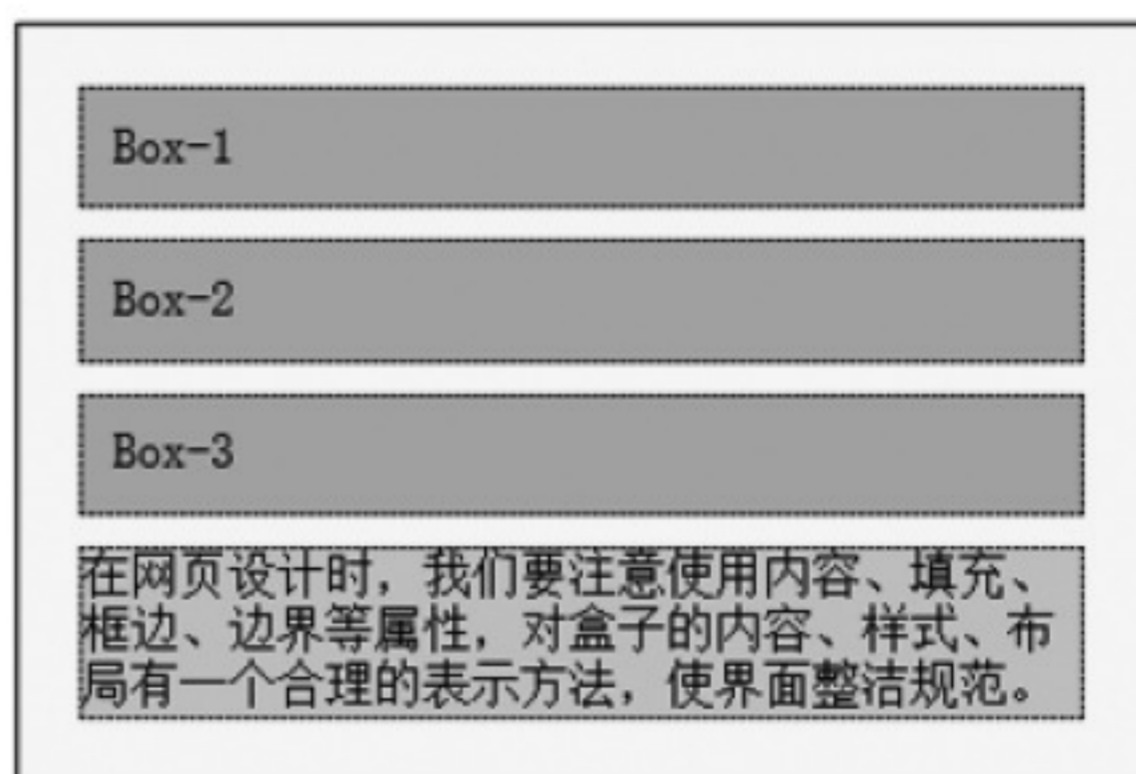 Box-1
Box-2
Box-3
在网页设计时，我们要注意使用内容、填充、
框边、边界等属性，对盒子的内容、样式、布
局有一个合理的表示方法，使界面整洁规范。